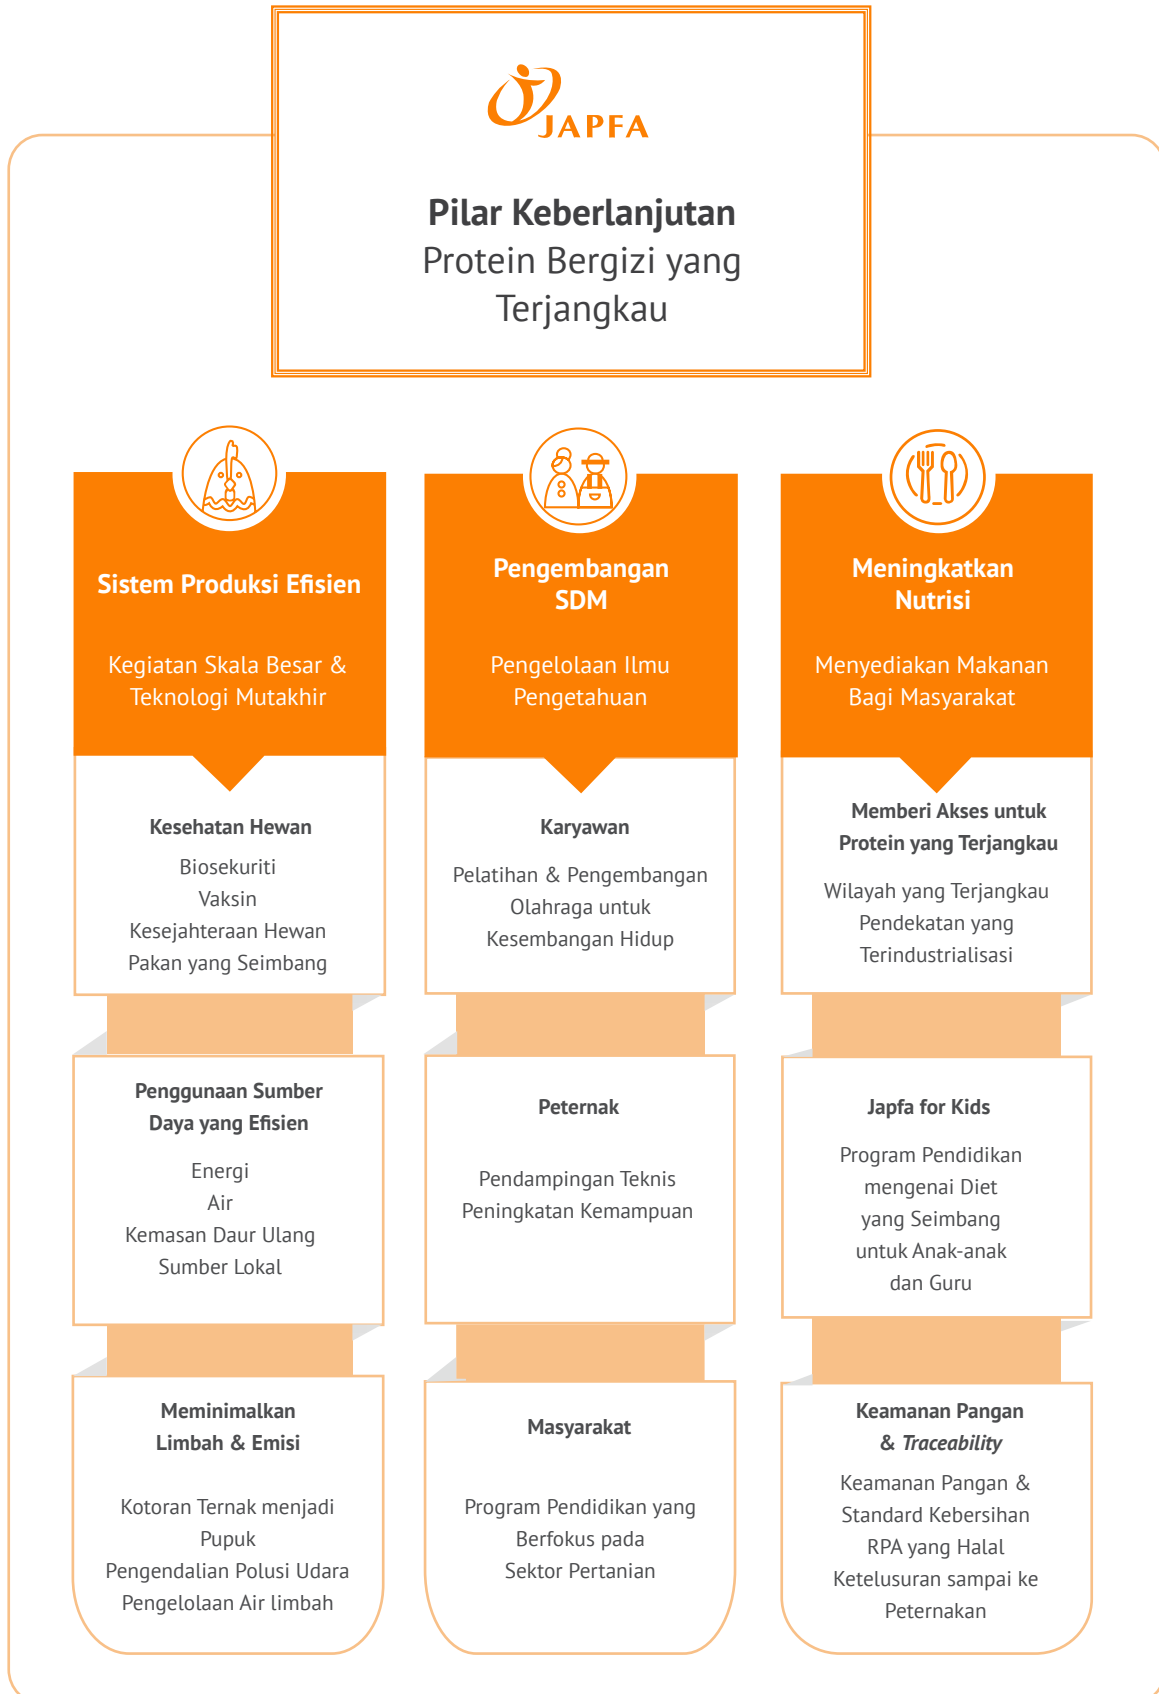 JAPFA
Pilar Keberlanjutan
Protein Bergizi yang
Terjangkau
Sistem Produksi Efisien
Kegiatan Skala Besar &
Teknologi Mutakhir
Kesehatan Hewan
Biosekuriti
Vaksin
Kesejahteraan Hewan
Pakan yang Seimbang
Penggunaan Sumber
Daya yang Efisien
Energi
Air
Kemasan Daur Ulang
Sumber Lokal
Meminimalkan
Limbah & Emisi
Kotoran Ternak menjadi
Pupuk
Pengendalian Polusi Udara
Pengelolaan Air limbah
Pengembangan
SDM
Pengelolaan Ilmu
Pengetahuan
Karyawan
Pelatihan & Pengembangan
Olahraga untuk
Kesembangan Hidup
Peternak
Pendampingan Teknis
Peningkatan Kemampuan
Masyarakat
Program Pendidikan yang
Berfokus pada
Sektor Pertanian
Meningkatkan
Nutrisi
Menyediakan Makanan
Bagi Masyarakat
Memberi Akses untuk
Protein yang Terjangkau
Wilayah yang Terjangkau
Pendekatan yang
Terindustrialisasi
Japfa for Kids
Program Pendidikan
mengenai Diet
yang Seimbang
untuk Anak-anak
dan Guru
Keamanan Pangan
& Traceability
Keamanan Pangan &
Standard Kebersihan
RPA yang Halal
Ketelusuran sampai ke
Peternakan